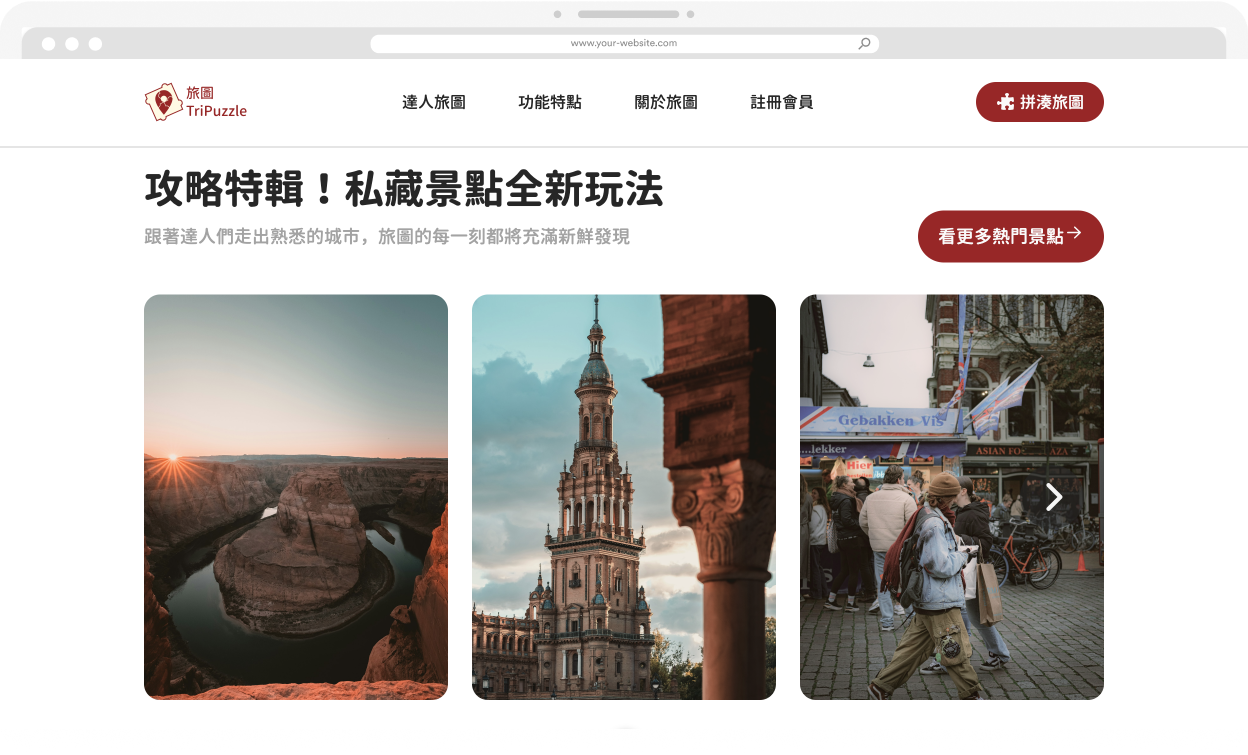 www.your-website.com
旅圖
TriPuzzle
達人旅圖
功能特點
關於旅圖
註冊會員
拼湊旅圖
攻略特輯！私藏景點全新玩法
跟著達人們走出熟悉的城市，旅圖的每一刻都將充滿新鮮發現
看更多熱門景點
Gebakken Vis
...lekker
Hier
ASIAN